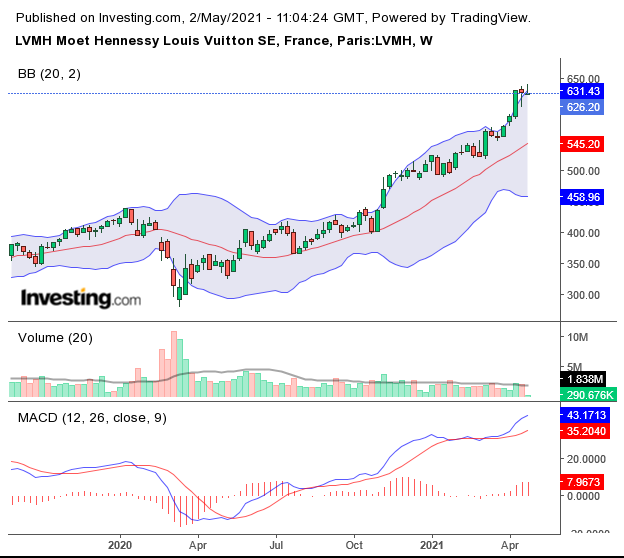 Published on Investing.com, 2/May/2021 - 11:04:24 GMT, Powered by TradingView.
LVMH Moet Hennessy Louis Vuitton SE, France, Paris:LVMH, W
BB (20, 2)
650.00
631.43
626.20
545.20
500.00
458.96
400.00
350.00
300.00
Investing.com
Volume (20)
10M
5M
1.838M
290.676K
MACD (12, 26, close, 9)
43.1713
35.2040
20.0000
7.9673
0.0000
-20.0000
2020 Apr Jul Oct 2021 Apr